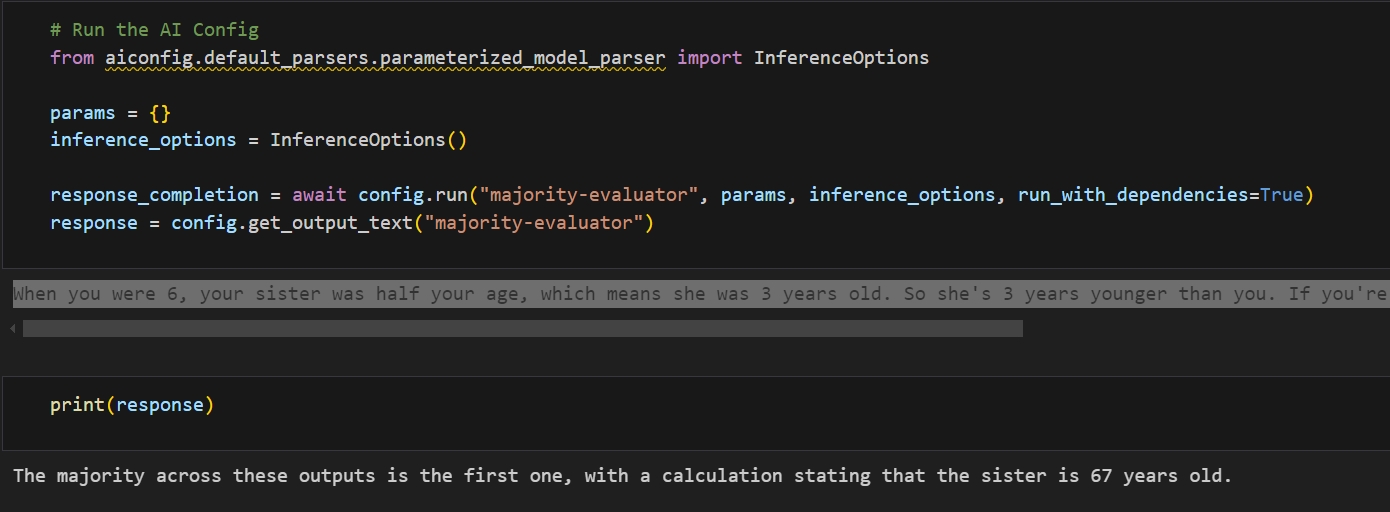 # Run the AI Config
from aiconfig.default_parsers.parameterized_model_parser import InferenceOptions
params = {}
inference_options = InferenceOptions()
response_completion = await config.run("majority-evaluator", params, inference_options, run_with_dependencies=True)
response = config.get_output_text("majority-evaluator")
When you were 6, your sister was half your age, which means she was 3 years old. So she's 3 years younger than you. If you're
print(response)
The majority across these outputs is the first one, with a calculation stating that the sister is 67 years old.